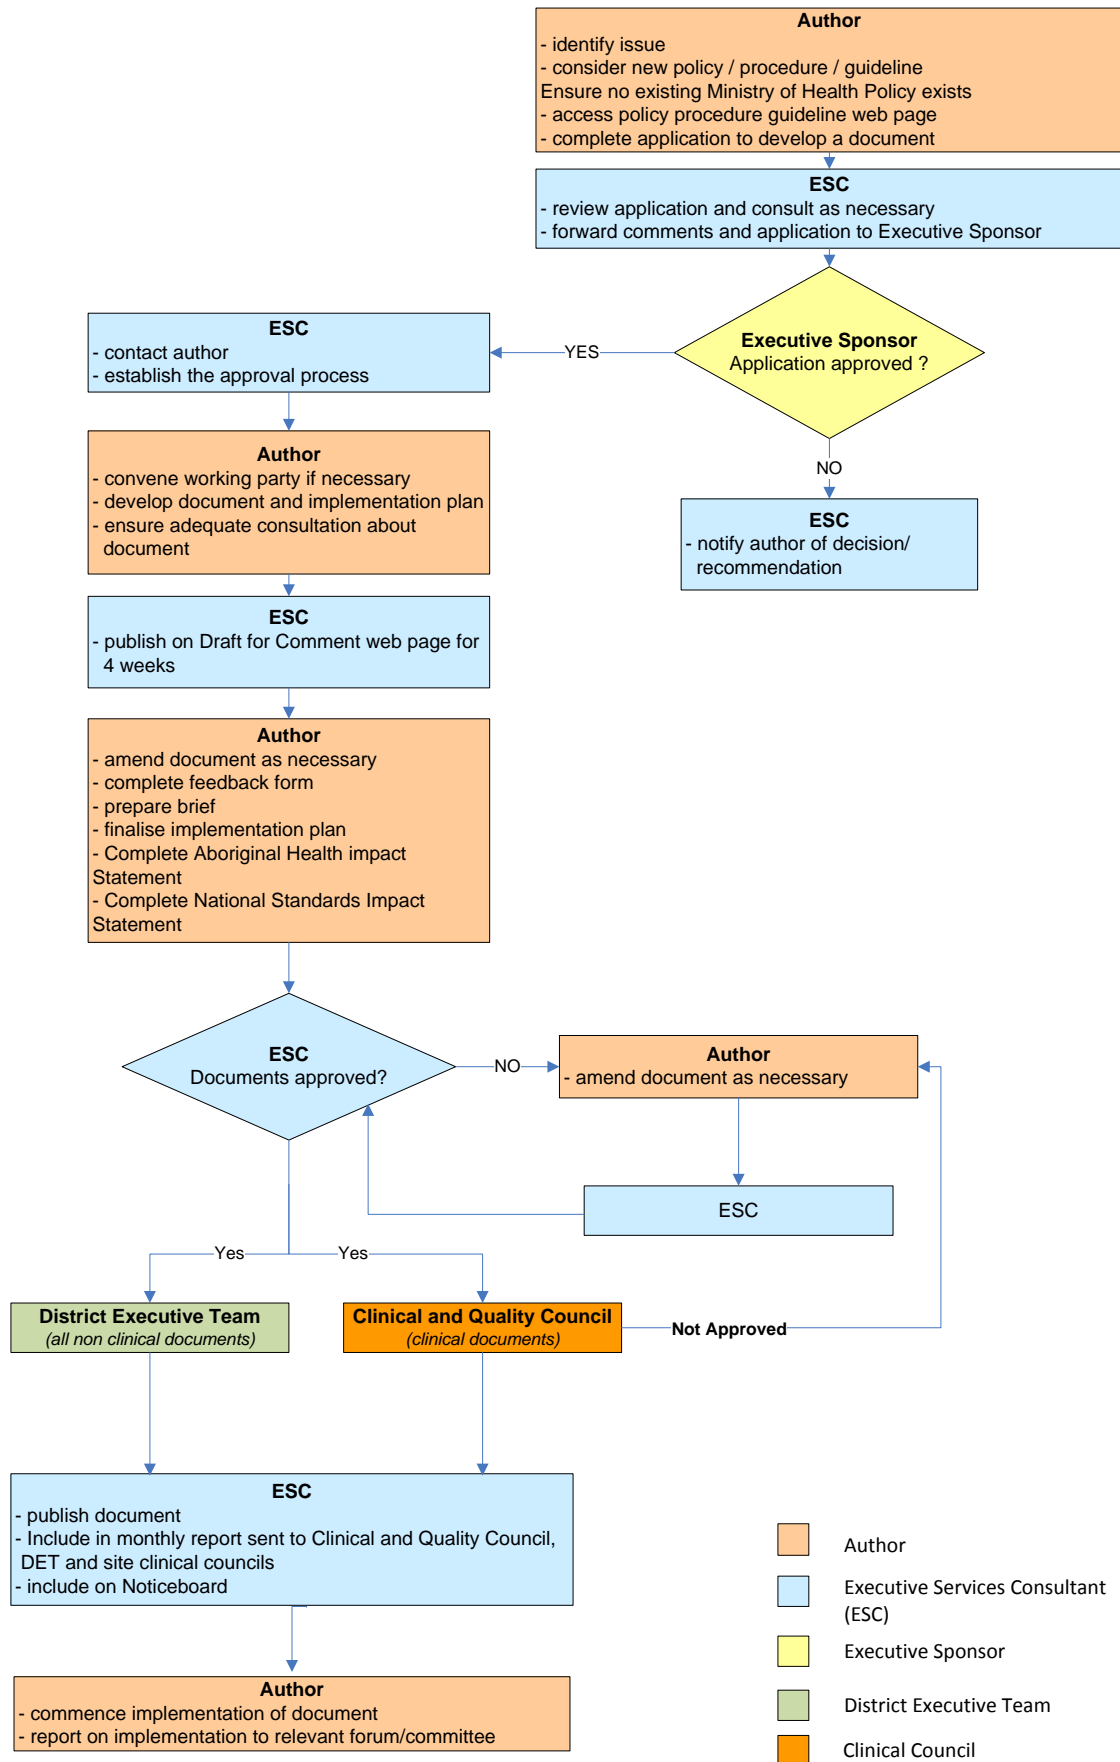 Author
- identify issue
- consider new policy / procedure / guideline
Ensure no existing Ministry of Health Policy exists
- access policy procedure guideline web page
- complete application to develop a document
ESC
- review application and consult as necessary
- forward comments and application to Executive Sponsor
Executive Sponsor
Application approved ?
YES
NO
ESC
- notify author of decision/
recommendation
ESC
- contact author
- establish the approval process
Author
- convene working party if necessary
- develop document and implementation plan
- ensure adequate consultation about
document
ESC
- publish on Draft for Comment web page for
4 weeks
Author
- amend document as necessary
- complete feedback form
- prepare brief
- finalise implementation plan
- Complete Aboriginal Health impact
Statement
- Complete National Standards Impact
Statement
ESC
Documents approved?
NO
Author
- amend document as necessary
ESC
Yes
Yes
District Executive Team
(all non clinical documents)
Clinical and Quality Council
(clinical documents)
Not Approved
ESC
- publish document
- Include in monthly report sent to Clinical and Quality Council,
DET and site clinical councils
- include on Noticeboard
Author
- commence implementation of document
- report on implementation to relevant forum/committee
Author
Executive Services Consultant
(ESC)
Executive Sponsor
District Executive Team
Clinical Council